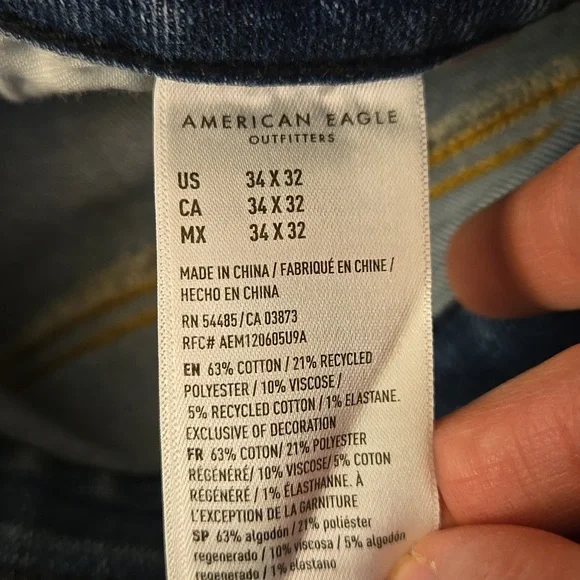 AMERICAN EAGLE
OUTFITTERS
US 34 X 32
CA 34 X 32
MX 34 X 32
MADE IN CHINA / FABRIQUÉ EN CHINE /
HECHO EN CHINA
RN 54485 / CA 03873
RFC# AEM120605U9A
EN 63% COTTON / 21% RECYCLED
POLYESTER / 10% VISCOSE /
5% RECYCLED COTTON / 1% ELASTANE.
EXCLUSIVE OF DECORATION
FR 63% COTON/ 21% POLYESTER
RÉGÉNÉRÉ/ 10% VISCOSE/ 5% COTON
RÉGÉNÉRÉ / 1% ÉLASTHANNE. À
L'EXCEPTION DE LA GARNITURE
SP 63% algodón / 21% poliéster
regenerado / 10% viscosa / 5% algodón
regenerado / 1% elastano